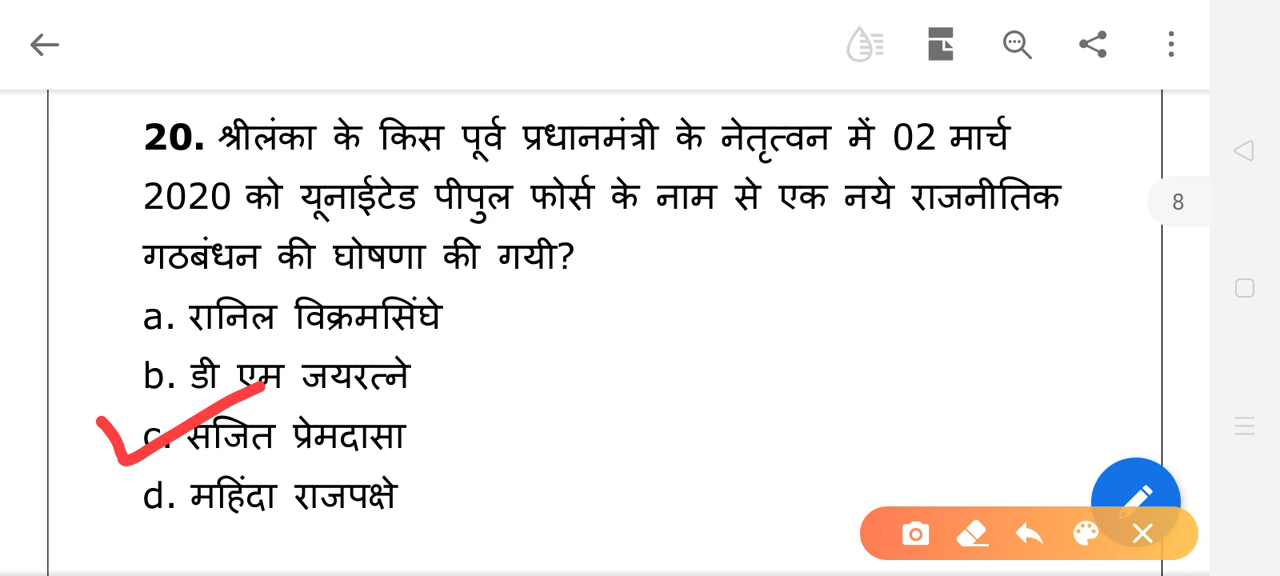 20. श्रीलंका के किस पूर्व प्रधानमंत्री के नेतृत्वन में 02 मार्च
2020 को यूनाईटेड पीपुल फोर्स के नाम से एक नये राजनीतिक
गठबंधन की घोषणा की गयी?
a. रानिल विक्रमसिंघे
b. डी एम जयरत्ने
c. सजित प्रेमदासा
d. महिंदा राजपक्षे
8